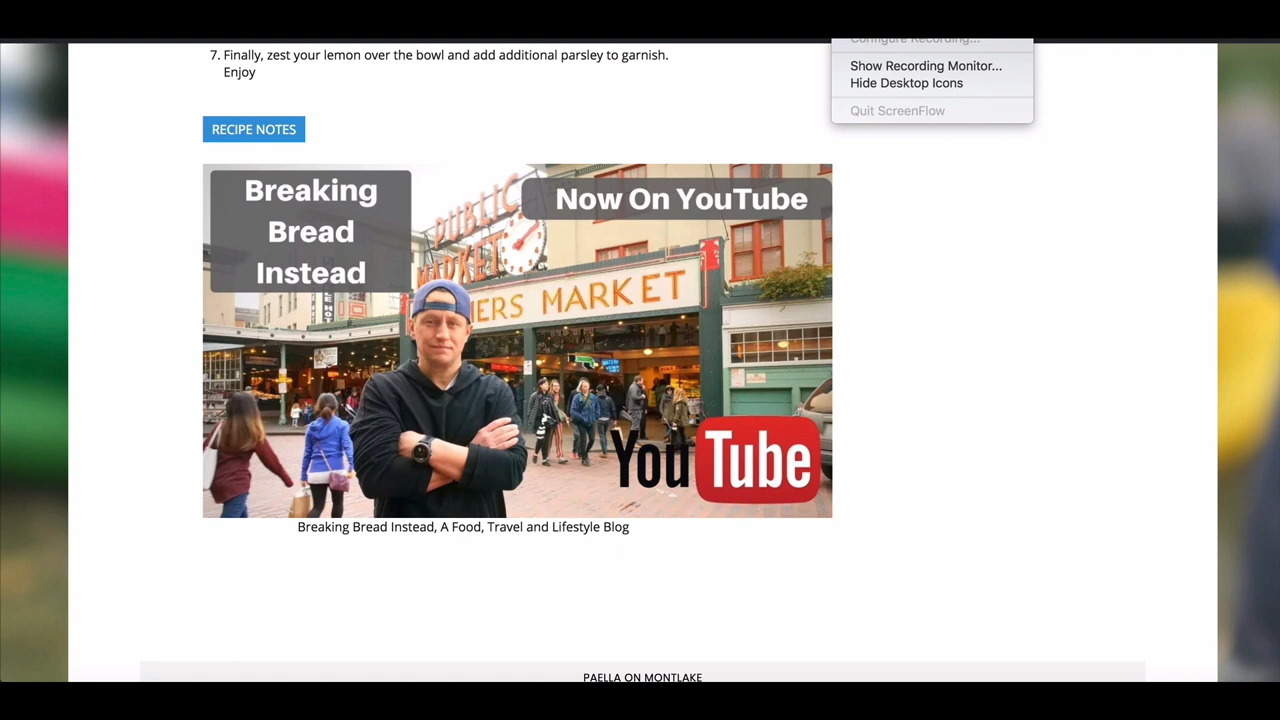 7. Finally, zest your lemon over the bowl and add additional parsley to garnish.
Enjoy
Configure Recording...
Show Recording Monitor...
Hide Desktop Icons
Quit ScreenFlow
RECIPE NOTES
Breaking
Bread
Instead
Now On YouTube
PUBLIC
MARKET
ERS MARKET
YouTube
Breaking Bread Instead, A Food, Travel and Lifestyle Blog
PAELLA ON MONTLAKE